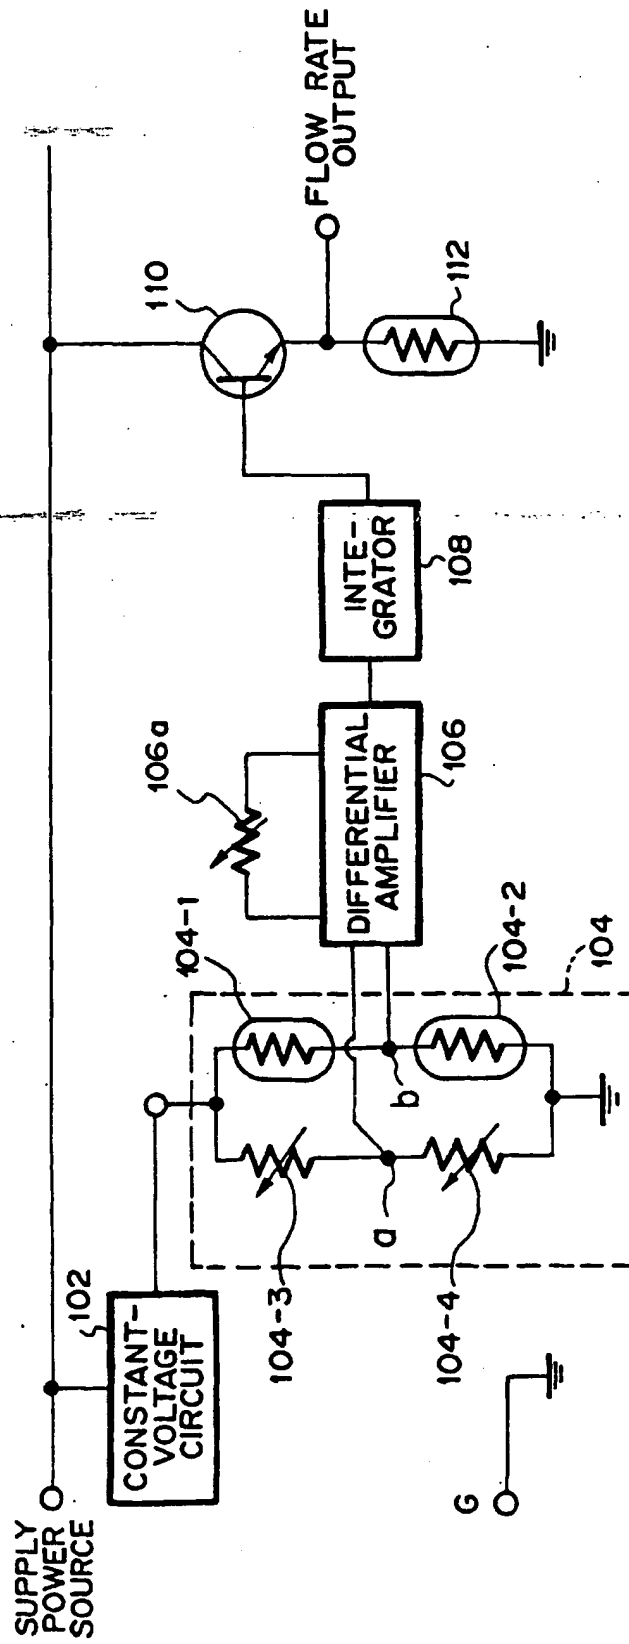 SUPPLY
POWER
SOURCE
102
CONSTANT-
VOLTAGE
CIRCUIT
G
104-3
104-4
a
b
104-1
104-2
104
106a
DIFFERENTIAL
AMPLIFIER
106
INTE-
GRATOR
108
110
112
FLOW RATE
OUTPUT